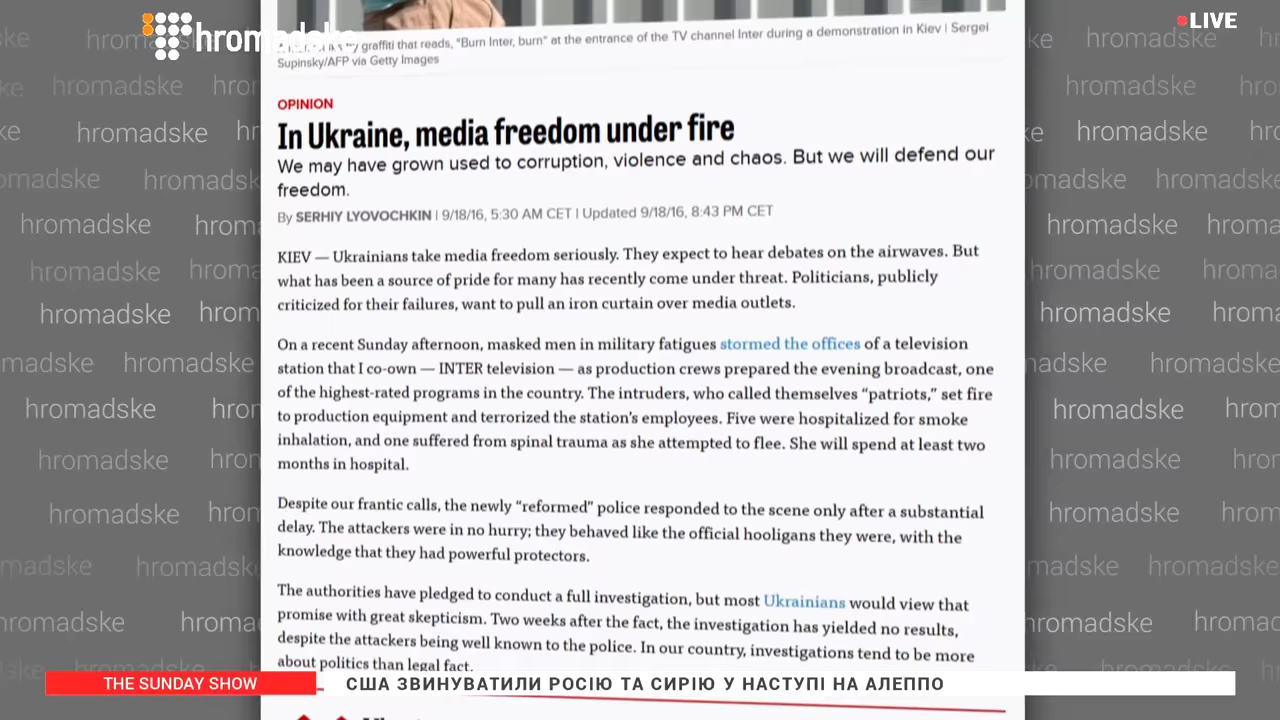 hromadske
LIVE
graffiti that reads, "Burn Inter, burn" at the entrance of the TV channel Inter during a demonstration in Kiev | Sergei
Supinsky/AFP via Getty Images
OPINION
In Ukraine, media freedom under fire
We may have grown used to corruption, violence and chaos. But we will defend our
freedom.
By SERHIY LYOVOCHKIN | 9/18/16, 5:30 AM CET | Updated 9/18/16, 8:43 PM CET
KIEV — Ukrainians take media freedom seriously. They expect to hear debates on the airwaves. But
what has been a source of pride for many has recently come under threat. Politicians, publicly
criticized for their failures, want to pull an iron curtain over media outlets.
On a recent Sunday afternoon, masked men in military fatigues stormed the offices of a television
station that I co-own — INTER television — as production crews prepared the evening broadcast, one
of the highest-rated programs in the country. The intruders, who called themselves “patriots,” set fire
to production equipment and terrorized the station’s employees. Five were hospitalized for smoke
inhalation, and one suffered from spinal trauma as she attempted to flee. She will spend at least two
months in hospital.
Despite our frantic calls, the newly “reformed” police responded to the scene only after a substantial
delay. The attackers were in no hurry; they behaved like the official hooligans they were, with the
knowledge that they had powerful protectors.
The authorities have pledged to conduct a full investigation, but most Ukrainians would view that
promise with great skepticism. Two weeks after the fact, the investigation has yielded no results,
despite the attackers being well known to the police. In our country, investigations tend to be more
about politics than legal fact.
THE SUNDAY SHOW
США ЗВИНУВАТИЛИ РОСІЮ ТА СИРІЮ У НАСТУПІ НА АЛЕППО